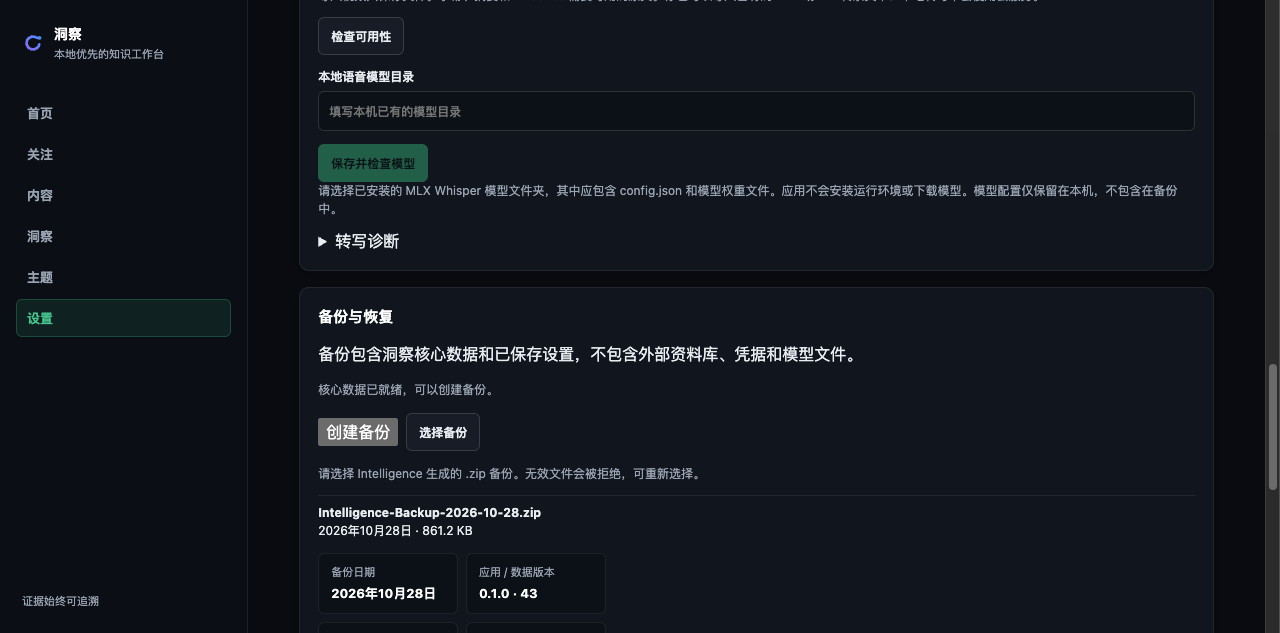 洞察
本地优先的知识工作台
首页
关注
内容
洞察
主题
设置
证据始终可追溯
检查可用性
本地语音模型目录
填写本机已有的模型目录
保存并检查模型
请选择已安装的 MLX Whisper 模型文件夹，其中应包含 config.json 和模型权重文件。应用不会安装运行环境或下载模型。模型配置仅保留在本机，不包含在备份
中。
转写诊断
备份与恢复
备份包含洞察核心数据和已保存设置，不包含外部资料库、凭据和模型文件。
核心数据已就绪，可以创建备份。
创建备份 选择备份
请选择 Intelligence 生成的 .zip 备份。无效文件会被拒绝，可重新选择。
Intelligence-Backup-2026-10-28.zip
2026年10月28日 · 861.2 KB
备份日期
2026年10月28日
应用 / 数据版本
0.1.0 · 43